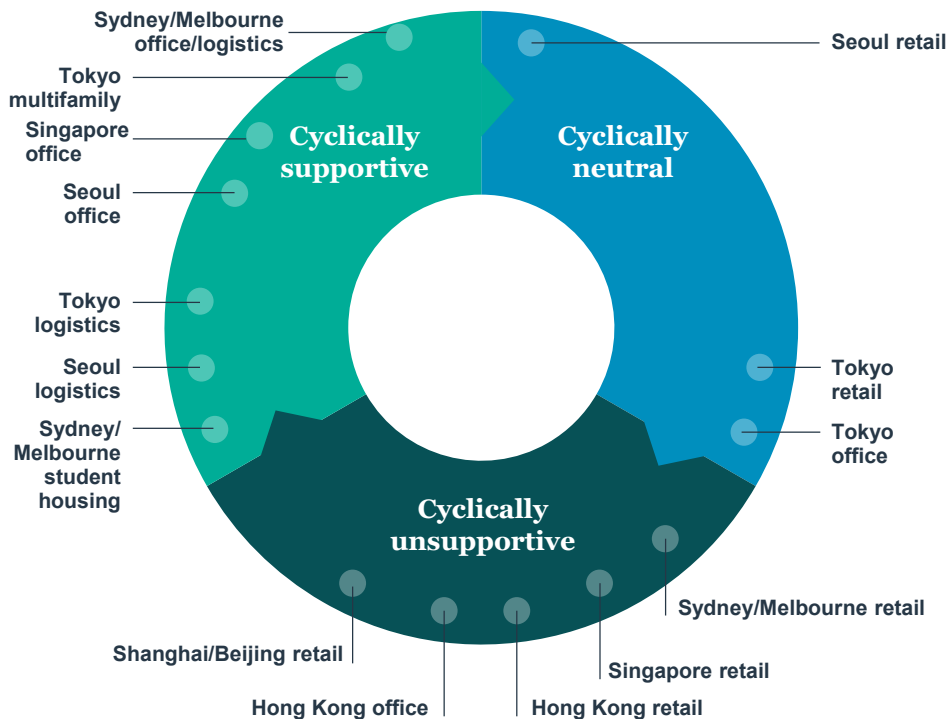 Sydney/Melbourne
office/logistics
Seoul retail
Tokyo
multifamily
Singapore
office
Cyclically
supportive
Cyclically
neutral
Seoul
office
Tokyo
logistics
Seoul
logistics
Tokyo
retail
Sydney/
Melbourne
student
housing
Tokyo
office
Cyclically
unsupportive
Sydney/Melbourne retail
Shanghai/Beijing retail
Singapore retail
Hong Kong office
Hong Kong retail